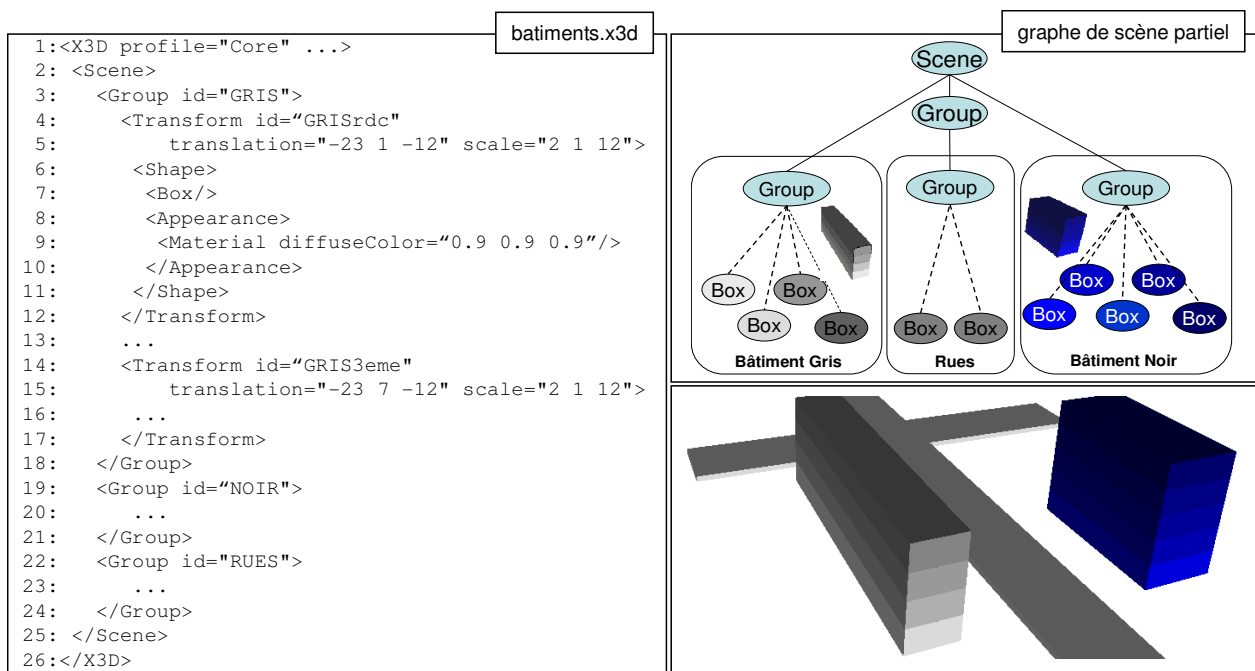 batiments.x3d
1:<X3D profile="Core" ...>
2: <Scene>
3:   <Group id="GRIS">
4:     <Transform id=“GRISrdc"
5:         translation="-23 1 -12" scale="2 1 12">
6:      <Shape>
7:       <Box/>
8:       <Appearance>
9:        <Material diffuseColor=“0.9 0.9 0.9”/>
10:       </Appearance>
11:      </Shape>
12:     </Transform>
13:     ...
14:     <Transform id=“GRIS3eme"
15:         translation="-23 7 -12" scale="2 1 12">
16:      ...
17:     </Transform>
18:   </Group>
19:   <Group id=“NOIR">
20:      ...
21:   </Group>
22:   <Group id="RUES">
23:      ...
24:   </Group>
25: </Scene>
26:</X3D>
graphe de scène partiel
Scene
Group
Group Group Group
Box Box Box Box
Bâtiment Gris
Box Box
Rues
Box Box Box Box Box
Bâtiment Noir